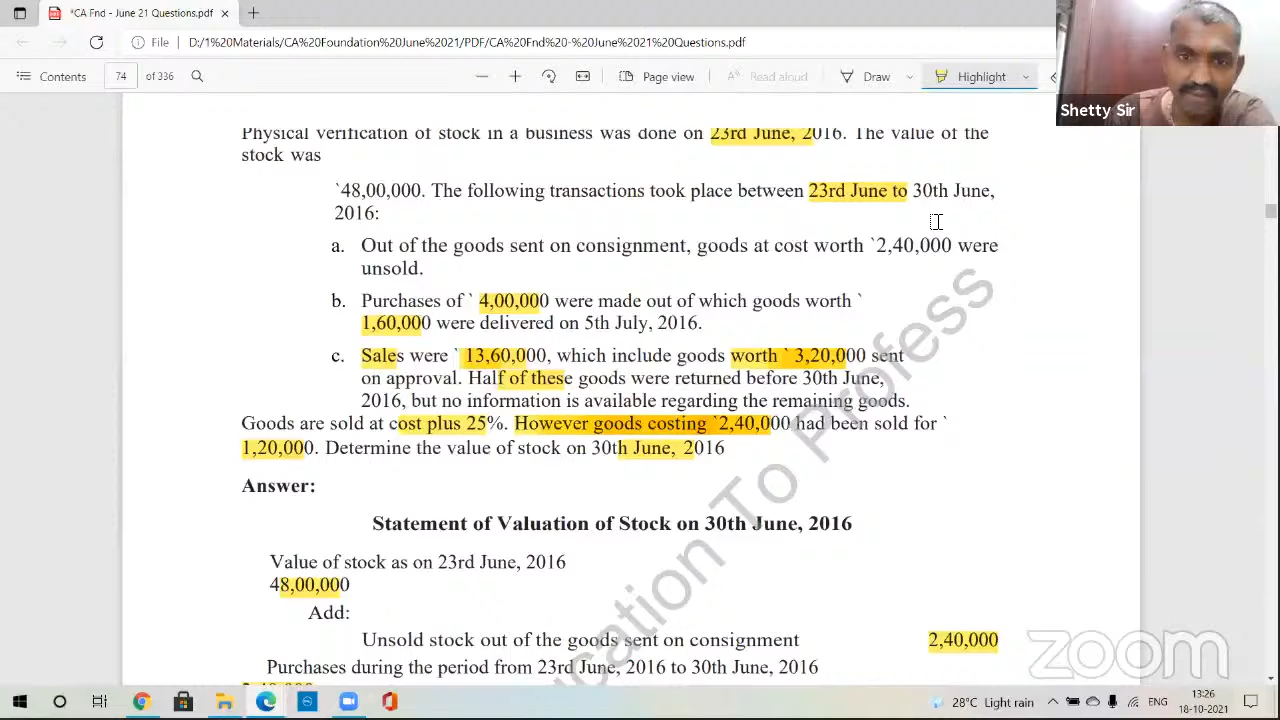 *CA Fnd - June 21 Questions.pdf
File
D:/1%20Materials/CA%20Foundation%20June%2021/PDF/CA%20Fnd%20-%20June%2021%20Questions.pdf
Contents
74 of 336
Page view
Read aloud
Draw
Highlight
Shetty Sir
Physical verification of stock in a business was done on 23rd June, 2016. The value of the
stock was
`48,00,000. The following transactions took place between 23rd June to 30th June,
2016:
a. Out of the goods sent on consignment, goods at cost worth `2,40,000 were
unsold.
b. Purchases of ` 4,00,000 were made out of which goods worth `
1,60,000 were delivered on 5th July, 2016.
c. Sales were ` 13,60,000, which include goods worth ` 3,20,000 sent
on approval. Half of these goods were returned before 30th June,
2016, but no information is available regarding the remaining goods.
Goods are sold at cost plus 25%. However goods costing `2,40,000 had been sold for `
1,20,000. Determine the value of stock on 30th June, 2016
Answer:
Statement of Valuation of Stock on 30th June, 2016
Value of stock as on 23rd June, 2016
48,00,000
Add:
Unsold stock out of the goods sent on consignment 2,40,000
Purchases during the period from 23rd June, 2016 to 30th June, 2016
ucation To Profess
zoom
28°C Light rain
ENG
13:26
18-10-2021